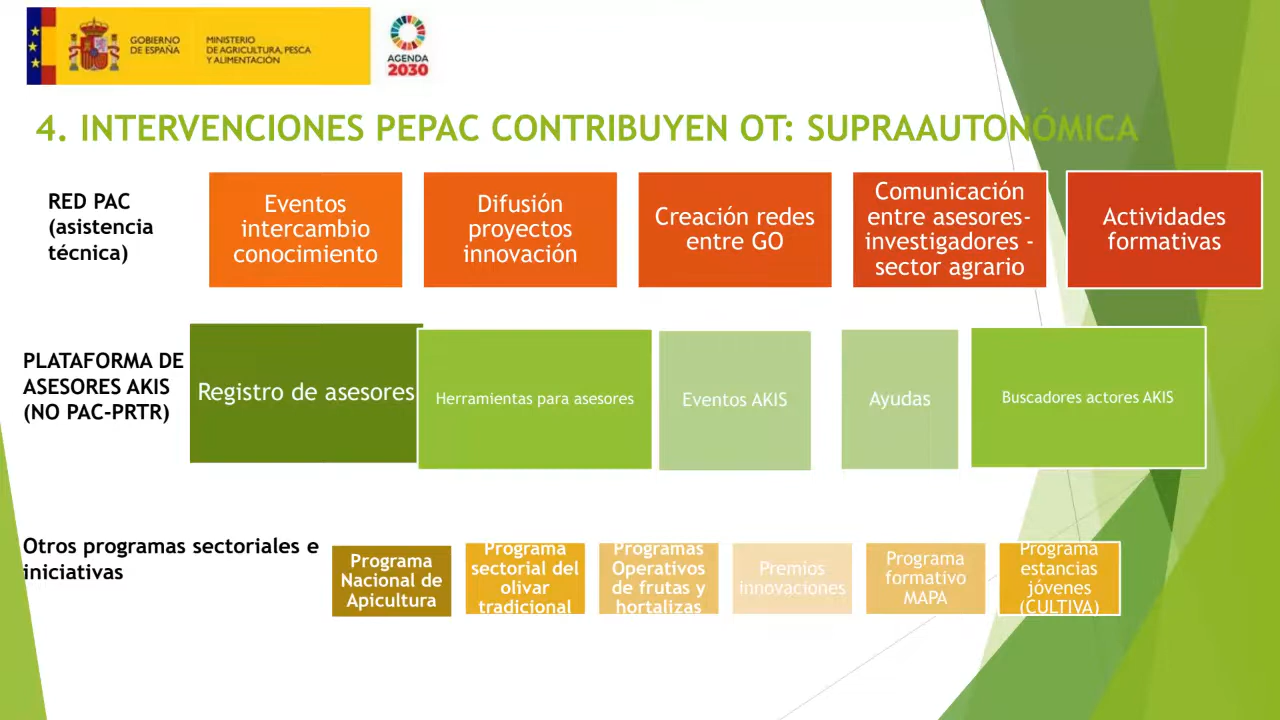 GOBIERNO
DE ESPAÑA
MINISTERIO
DE AGRICULTURA, PESCA
Y ALIMENTACIÓN
AGENDA
2030
4. INTERVENCIONES PEPAC CONTRIBUYEN OT: SUPRAAUTONÓMICA
RED PAC
(asistencia
técnica)
Eventos
intercambio
conocimiento
Difusión
proyectos
innovación
Creación redes
entre GO
Comunicación
entre asesores-
investigadores -
sector agrario
Actividades
formativas
PLATAFORMA DE
ASESORES AKIS
(NO PAC-PRTR)
Registro de asesores
Herramientas para asesores
Eventos AKIS
Ayudas
Buscadores actores AKIS
Otros programas sectoriales e
iniciativas
Programa
Nacional de
Apicultura
Programa
sectorial del
olivar
tradicional
Programas
Operativos
de frutas y
hortalizas
Premios
innovaciones
Programa
formativo
MAPA
Programa
estancias
jóvenes
(CULTIVA)